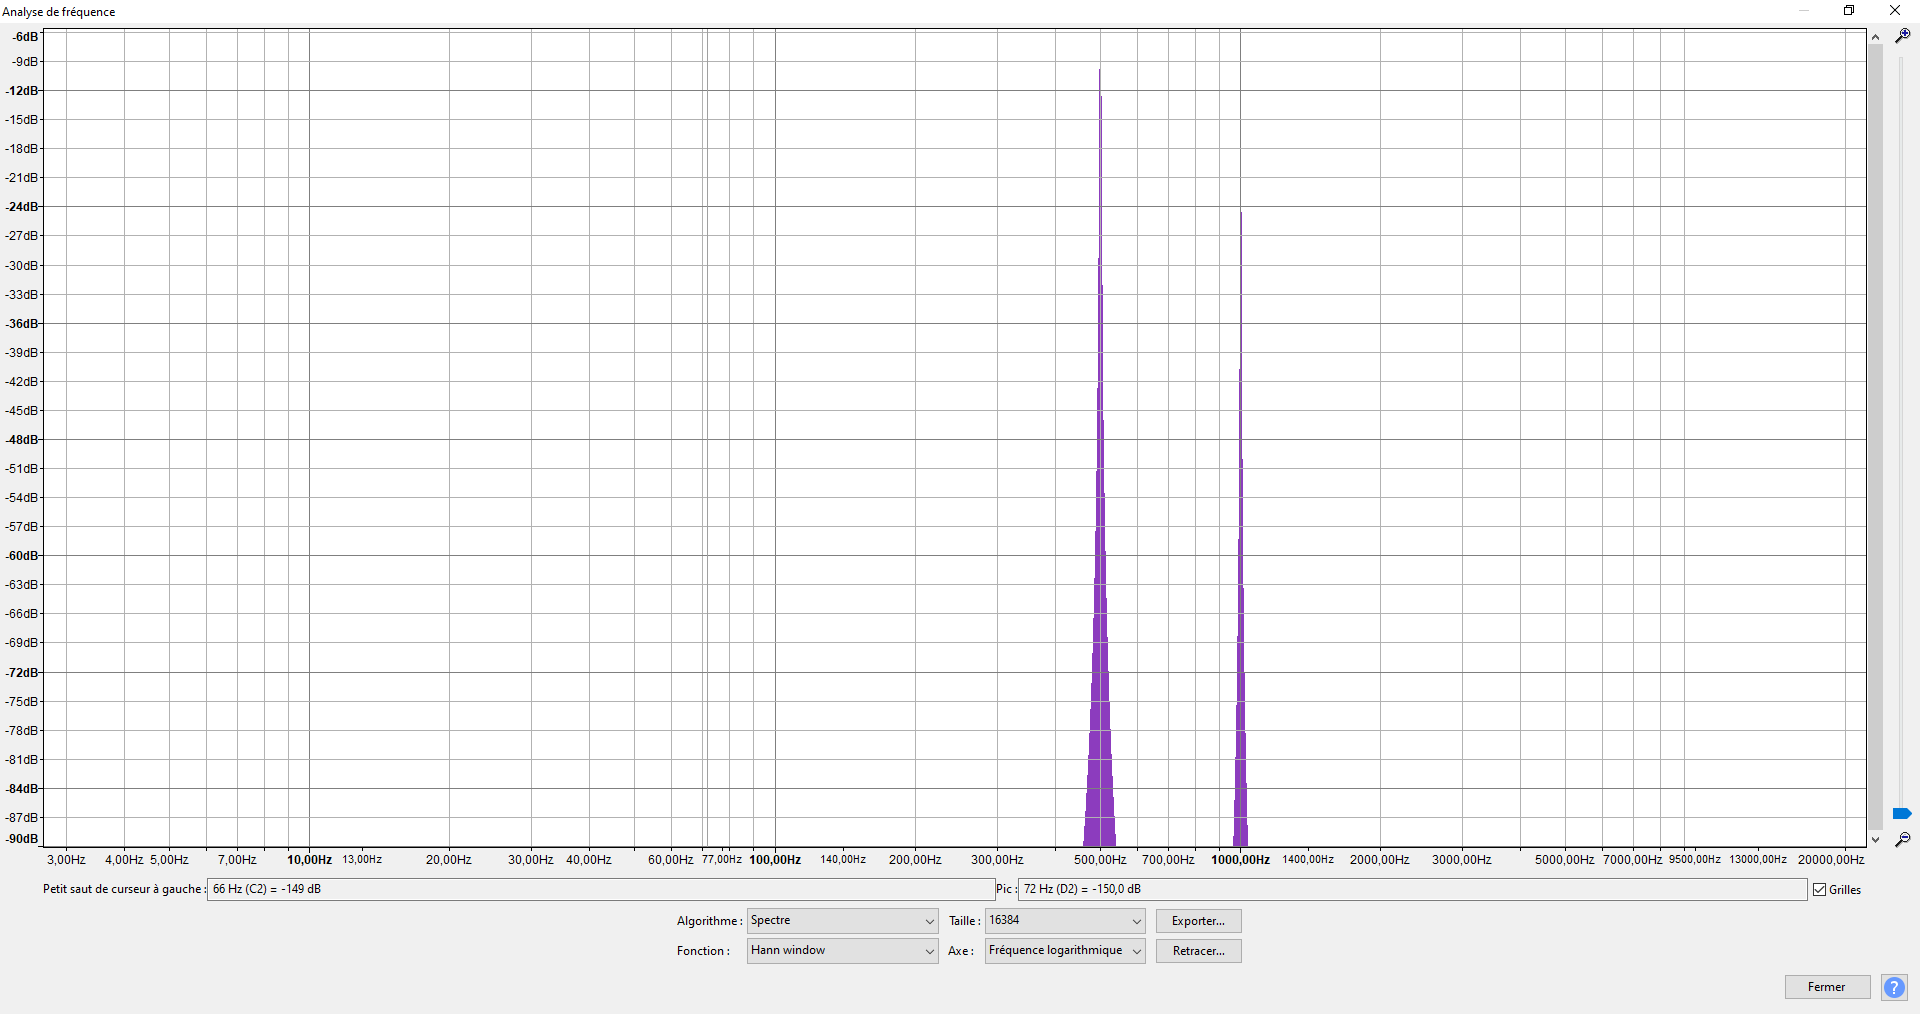 Analyse de fréquence
-6dB
-9dB
-12dB
-15dB
-18dB
-21dB
-24dB
-27dB
-30dB
-33dB
-36dB
-39dB
-42dB
-45dB
-48dB
-51dB
-54dB
-57dB
-60dB
-63dB
-66dB
-69dB
-72dB
-75dB
-78dB
-81dB
-84dB
-87dB
-90dB
3,00Hz 4,00Hz 5,00Hz 7,00Hz 10,00Hz 13,00Hz 20,00Hz 30,00Hz 40,00Hz 60,00Hz 77,00Hz 100,00Hz 140,00Hz 200,00Hz 300,00Hz 500,00Hz 700,00Hz 1000,00Hz 1400,00Hz 2000,00Hz 3000,00Hz 5000,00Hz 7000,00Hz 9500,00Hz 13000,00Hz 20000,00Hz
Petit saut de curseur à gauche : 66 Hz (C2) = -149 dB Pic : 72 Hz (D2) = -150,0 dB Grilles
Algorithme : Spectre Taille : 16384 Exporter...
Fonction : Hann window Axe : Fréquence logarithmique Retracer...
Fermer ?